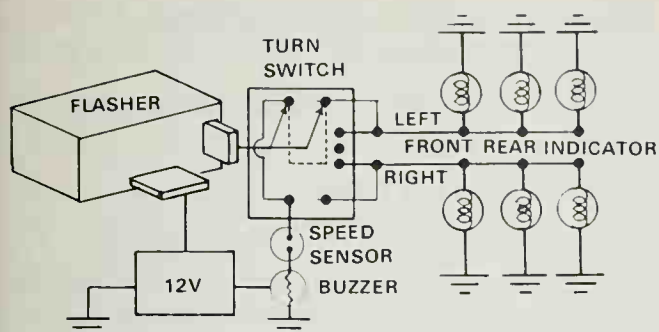 TURN
SWITCH
FLASHER
LEFT
FRONT REAR INDICATOR
RIGHT
SPEED
SENSOR
12V
BUZZER